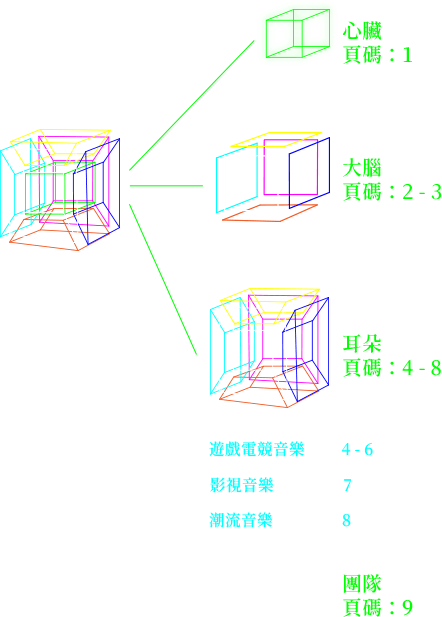 心臟
頁碼：1
大腦
頁碼：2 - 3
耳朵
頁碼：4 - 8
遊戲電競音樂 4 - 6
影視音樂 7
潮流音樂 8
團隊
頁碼：9